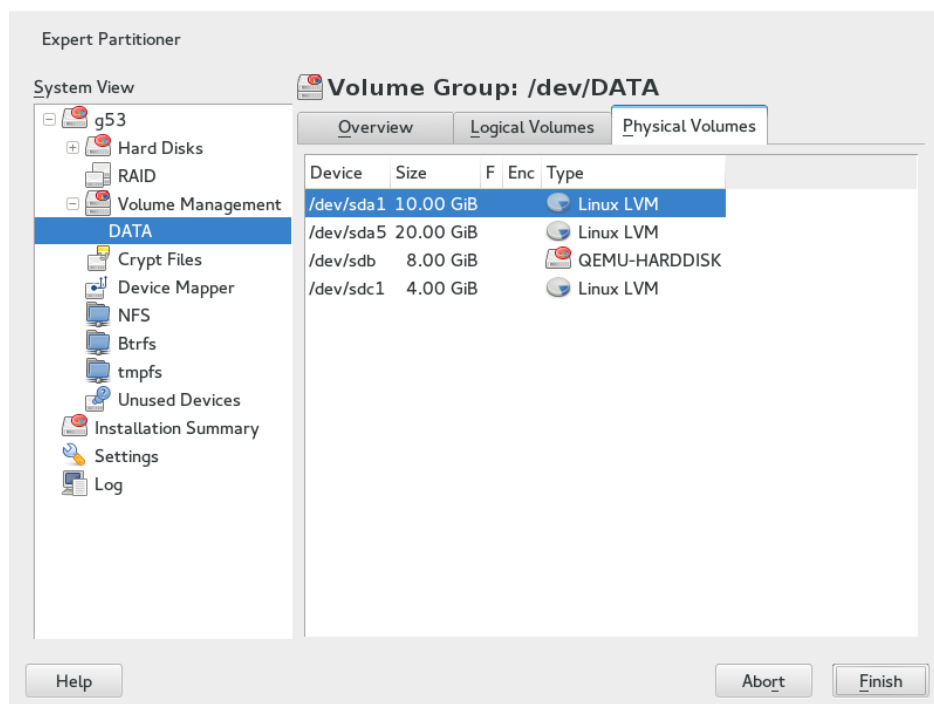 Expert Partitioner
System View
g53
Hard Disks
RAID
Volume Management
DATA
Crypt Files
Device Mapper
NFS
Btrfs
tmpfs
Unused Devices
Installation Summary
Settings
Log
Volume Group: /dev/DATA
Overview Logical Volumes Physical Volumes
Device Size F Enc Type
/dev/sda1 10.00 GiB Linux LVM
/dev/sda5 20.00 GiB Linux LVM
/dev/sdb 8.00 GiB QEMU-HARDDISK
/dev/sdc1 4.00 GiB Linux LVM
Help Abort Finish